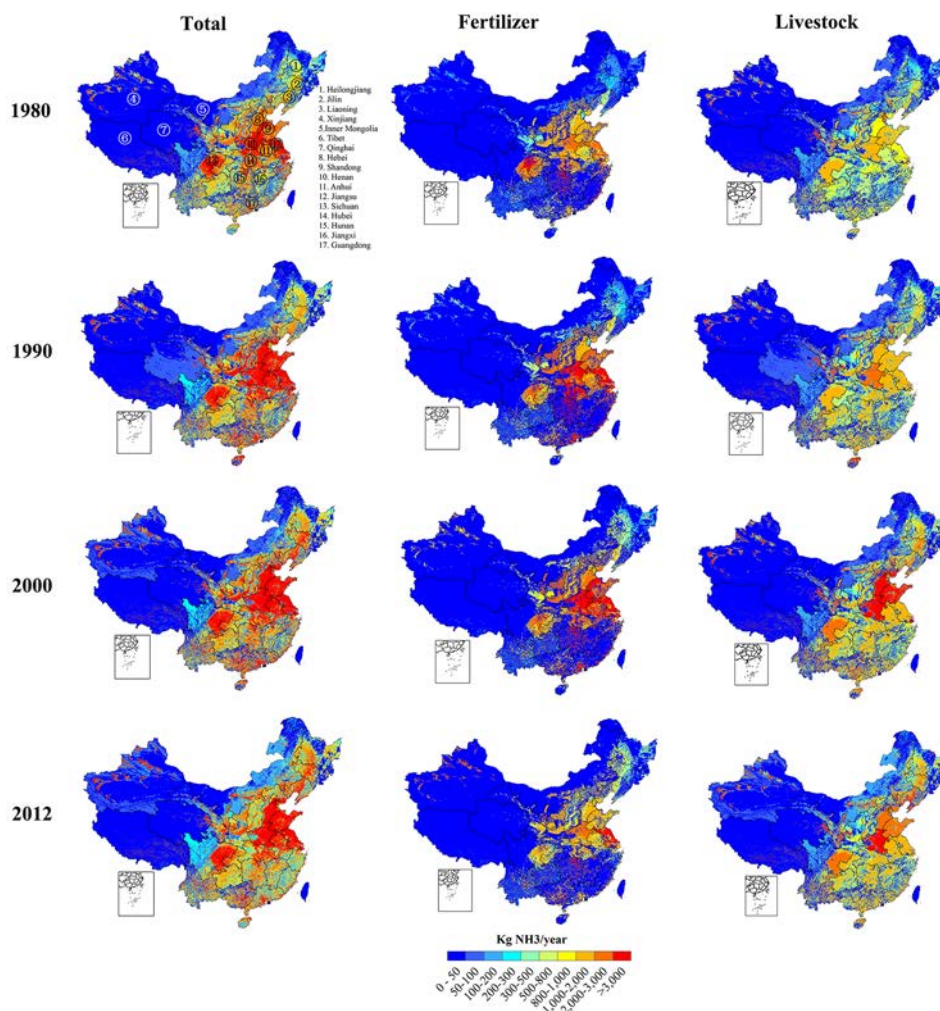 Total
Fertilizer
Livestock
1980
1. Heilongjiang
2. Jilin
3. Liaoning
4. Xinjiang
5.Inner Mongolia
6. Tibet
7. Qinghai
8. Hebei
9. Shandong
10. Henan
11. Anhui
12. Jiangsu
13. Sichuan
14. Hubei
15. Hunan
16. Jiangxi
17. Guangdong
1990
2000
2012
Kg NH3/year
0 - 50
50-100
100-200
200-300
300-500
500-800
800-1,000
1,000-2,000
2,000-3,000
>3,000